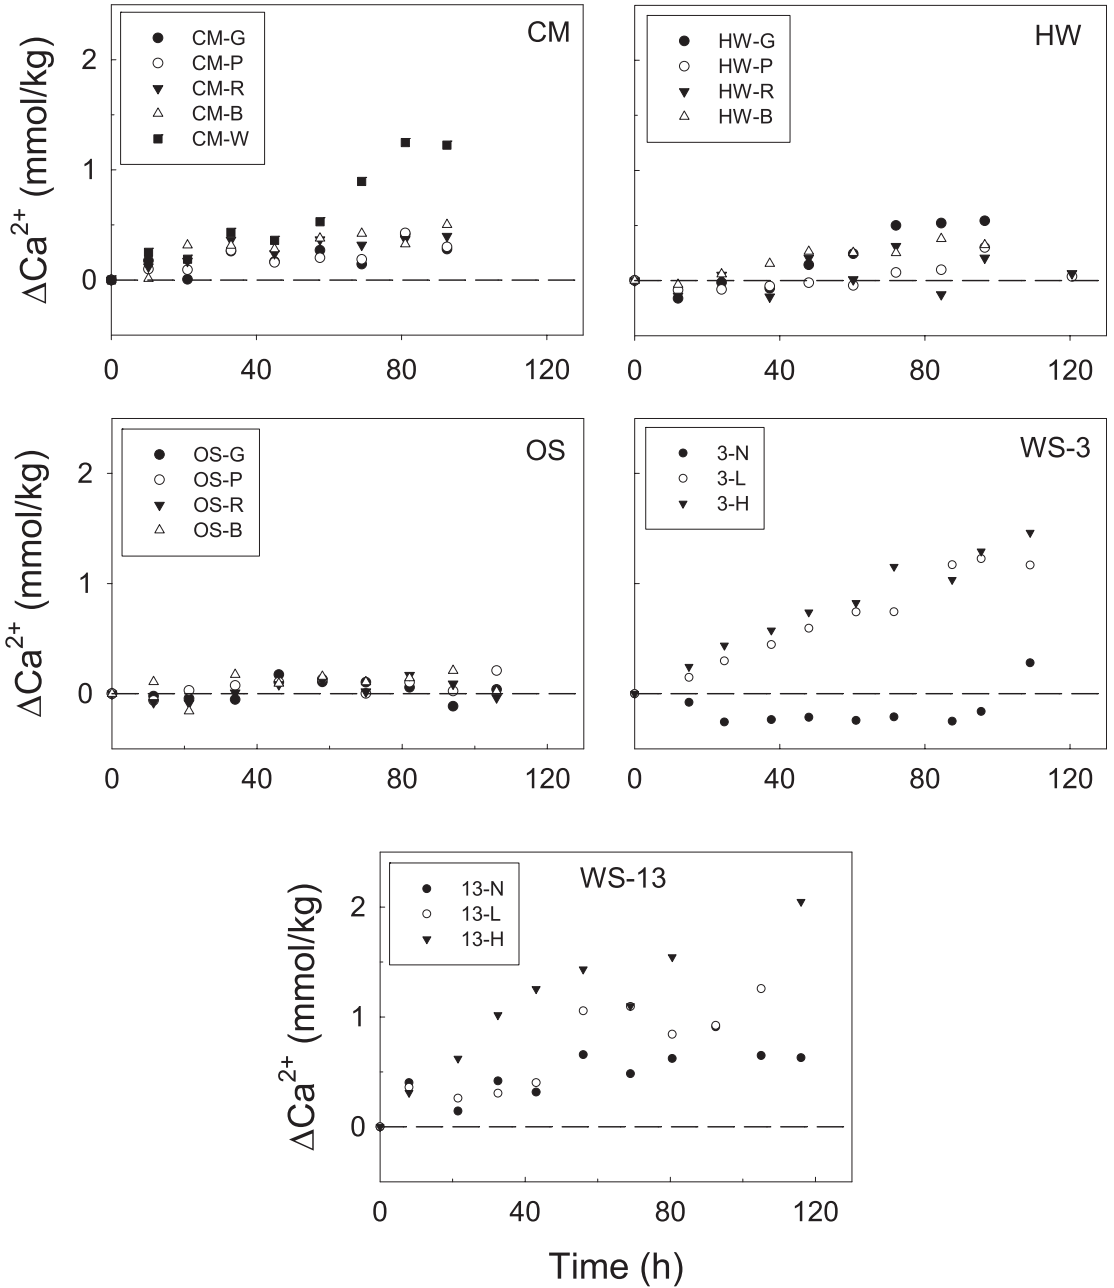 CM
CM-G
CM-P
CM-R
CM-B
CM-W
ΔCa2+ (mmol/kg)
2
1
0
0 40 80 120
HW
HW-G
HW-P
HW-R
HW-B
0 40 80 120
OS
OS-G
OS-P
OS-R
OS-B
ΔCa2+ (mmol/kg)
2
1
0
0 40 80 120
WS-3
3-N
3-L
3-H
0 40 80 120
WS-13
13-N
13-L
13-H
ΔCa2+ (mmol/kg)
2
1
0
0 40 80 120
Time (h)